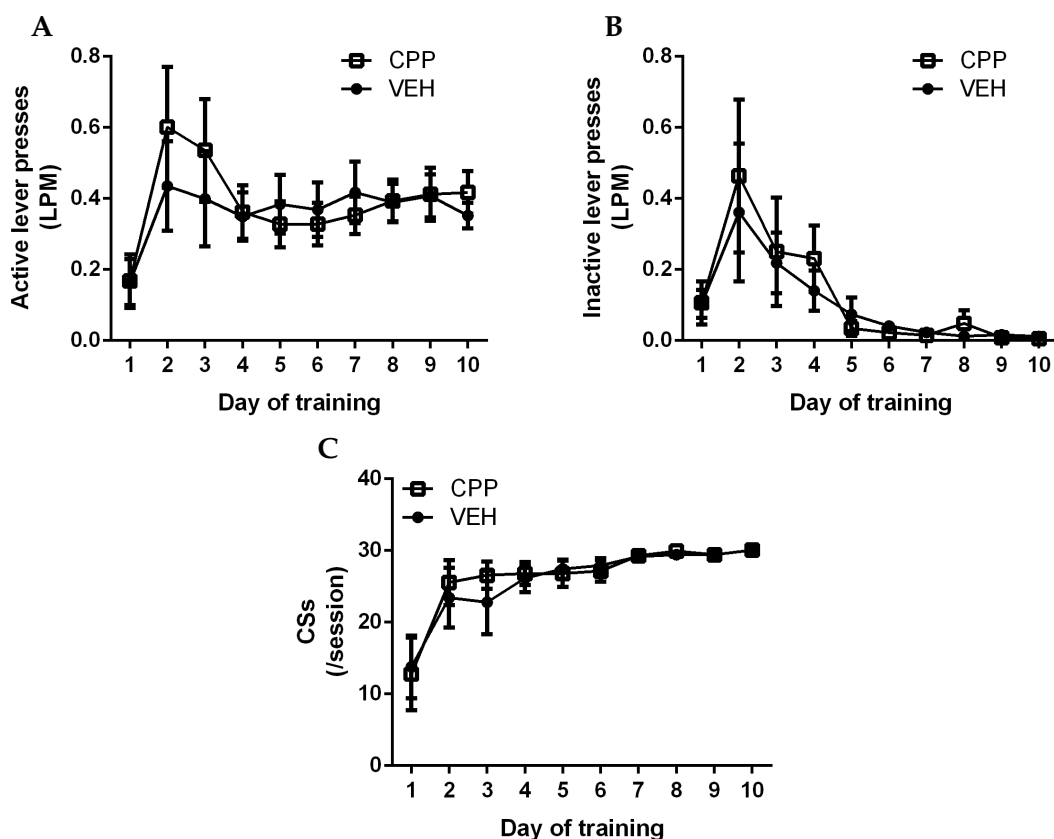 A
CPP
VEH
Active lever presses
(LPM)
0.8
0.6
0.4
0.2
0.0
1 2 3 4 5 6 7 8 9 10
Day of training
B
CPP
VEH
Inactive lever presses
(LPM)
0.8
0.6
0.4
0.2
0.0
1 2 3 4 5 6 7 8 9 10
Day of training
C
CPP
VEH
CSs
(/session)
40
30
20
10
0
1 2 3 4 5 6 7 8 9 10
Day of training